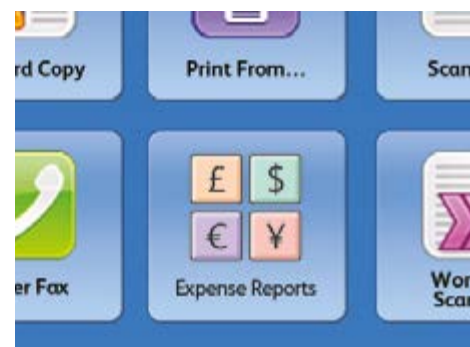 rd Copy
Print From...
Scan
£ $
€ ¥
er Fax
Expense Reports
Wor
Scan